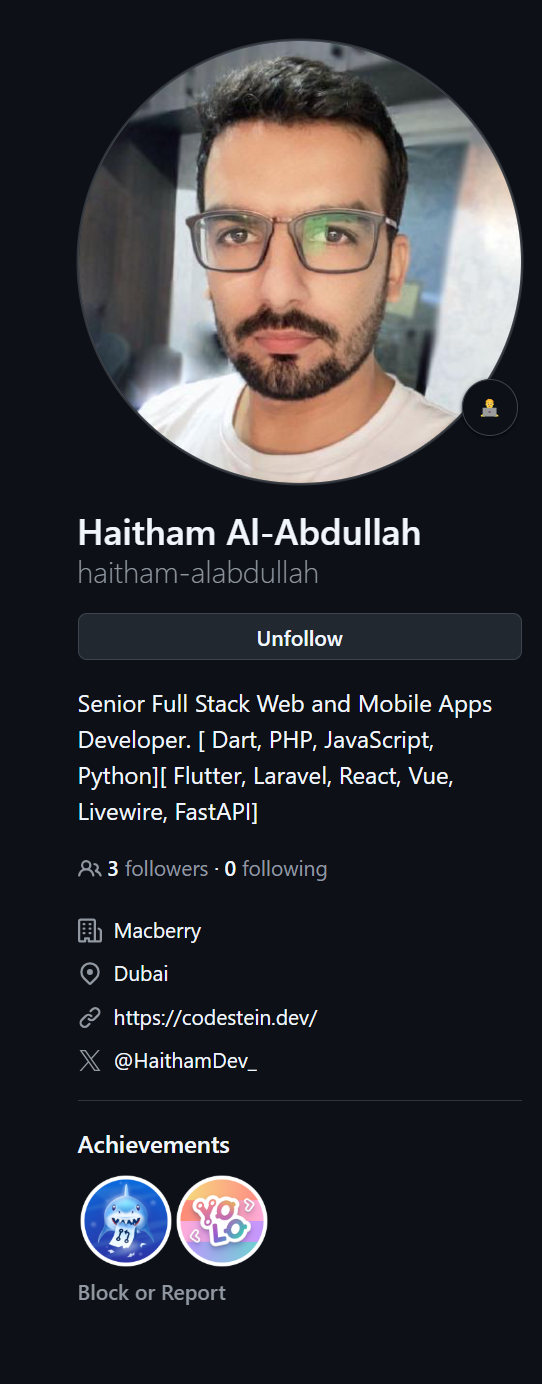 Haitham Al-Abdullah
haitham-alabdullah
Unfollow
Senior Full Stack Web and Mobile Apps
Developer. [ Dart, PHP, JavaScript,
Python][ Flutter, Laravel, React, Vue,
Livewire, FastAPI]
3 followers · 0 following
Macberry
Dubai
https://codestein.dev/
@HaithamDev_
Achievements
YOLO
Block or Report